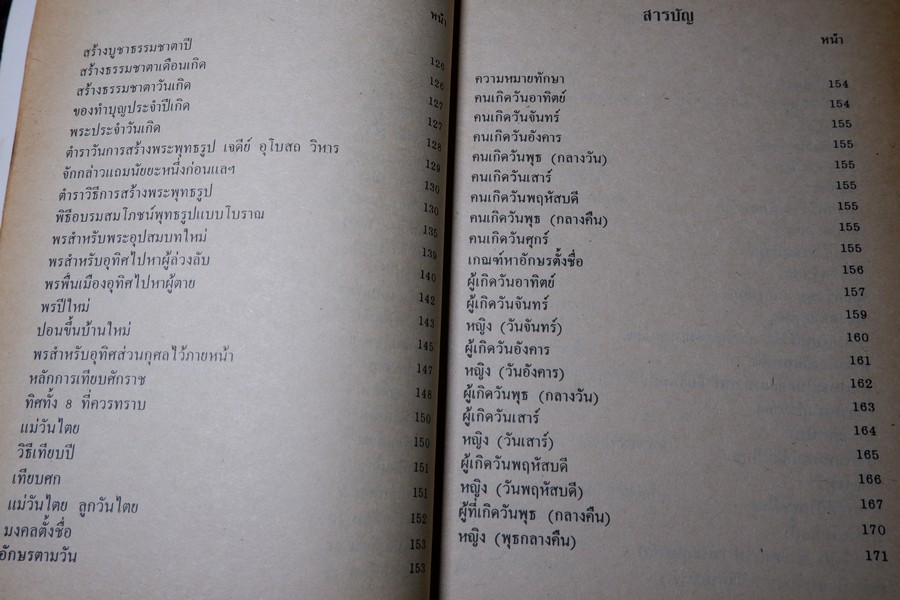 หน้า
สร้างบูชาธรรมชาตาปี 126
สร้างธรรมชาตาเดือนเกิด 126
สร้างธรรมชาตาวันเกิด 127
ของทำบุญประจำปีเกิด 127
พระประจำวันเกิด 128
ตำราวันการสร้างพระพุทธรูป เจดีย์ อุโบสถ วิหาร 129
จักกล่าวแถมนัยยะหนึ่งก่อนแลฯ 130
ตำราวิธีการสร้างพระพุทธรูป 130
พิธีอบรมสมโภชน์พุทธรูปแบบโบราณ 135
พรสำหรับพระอุปสมบทใหม่ 139
พรสำหรับอุทิศไปหาผู้ล่วงลับ 140
พรพื้นเมืองอุทิศไปหาผู้ตาย 142
พรปีใหม่ 143
ปอนขึ้นบ้านใหม่ 145
พรสำหรับอุทิศส่วนกุศลไว้ภายหน้า 147
หลักการเทียบศักราช 148
ทิศทั้ง 8 ที่ควรทราบ 150
แม่วันไตย 150
วิธีเทียบปี 151
เทียบศก 151
แม่วันไตย ลูกวันไตย 152
มงคลตั้งชื่อ 153
อักษรตามวัน 153
สารบัญ
หน้า
ความหมายทักษา 154
คนเกิดวันอาทิตย์ 154
คนเกิดวันจันทร์ 155
คนเกิดวันอังคาร 155
คนเกิดวันพุธ (กลางวัน) 155
คนเกิดวันเสาร์ 155
คนเกิดวันพฤหัสบดี 155
คนเกิดวันพุธ (กลางคืน) 155
คนเกิดวันศุกร์ 155
เกณฑ์หาอักษรตั้งชื่อ 156
ผู้เกิดวันอาทิตย์ 157
ผู้เกิดวันจันทร์ 159
หญิง (วันจันทร์) 160
ผู้เกิดวันอังคาร 161
หญิง (วันอังคาร) 162
ผู้เกิดวันพุธ (กลางวัน) 163
ผู้เกิดวันเสาร์ 164
หญิง (วันเสาร์) 165
ผู้เกิดวันพฤหัสบดี 166
หญิง (วันพฤหัสบดี) 167
ผู้ที่เกิดวันพุธ (กลางคืน) 170
หญิง (พุธกลางคืน) 171